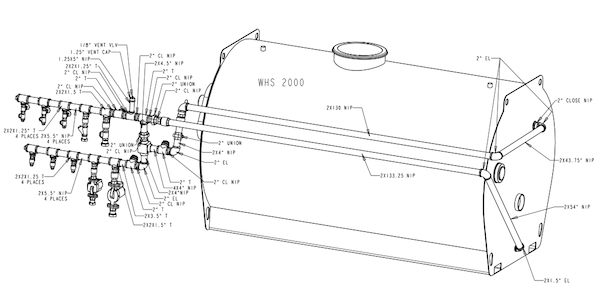 1/8" VENT VLV
1.25" VENT CAP
1.25X5" NIP
2" CL NIP
2X2X1.25" T
2" CL NIP
2" T
2" CL NIP
2X2X1.5 T
2" CL NIP
2X4.5" NIP
2" T
2" CL NIP
2" UNION
2" CL NIP
2" EL
WHS 2000
2" CLOSE NIP
2X130 NIP
2X43.75" NIP
2X133.25 NIP
2X54" NIP
2X1.5" EL
2X2X1.25" T
4 PLACES
2X5.5" NIP
4 PLACES
2" UNION
2" CL NIP
2" UNION
2X4" NIP
2" EL
2X2X1.25 T
4 PLACES
2X5.5" NIP
4 PLACES
2" CL NIP
2" T
4X4" NIP
2X4"NIP
2" EL
2" CL NIP
2" T
2X3.5" T
2X2X1.5" T